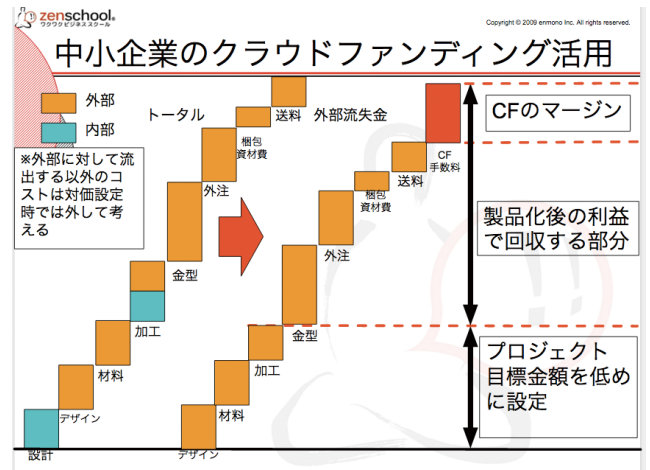 zenschool.
ワクワクビジネススクール
Copyright © 2009 enmono Inc. All rights reserved.
中小企業のクラウドファンディング活用
外部
内部
※外部に対して流
出する以外のコ
ストは対価設定
時では外して考
える
トータル
設計
デザイン
材料
加工
金型
外注
梱包
資材費
送料
外部流失金
デザイン
材料
加工
金型
外注
梱包
資材費
送料
CF
手数料
CFのマージン
製品化後の利益
で回収する部分
プロジェクト
目標金額を低め
に設定